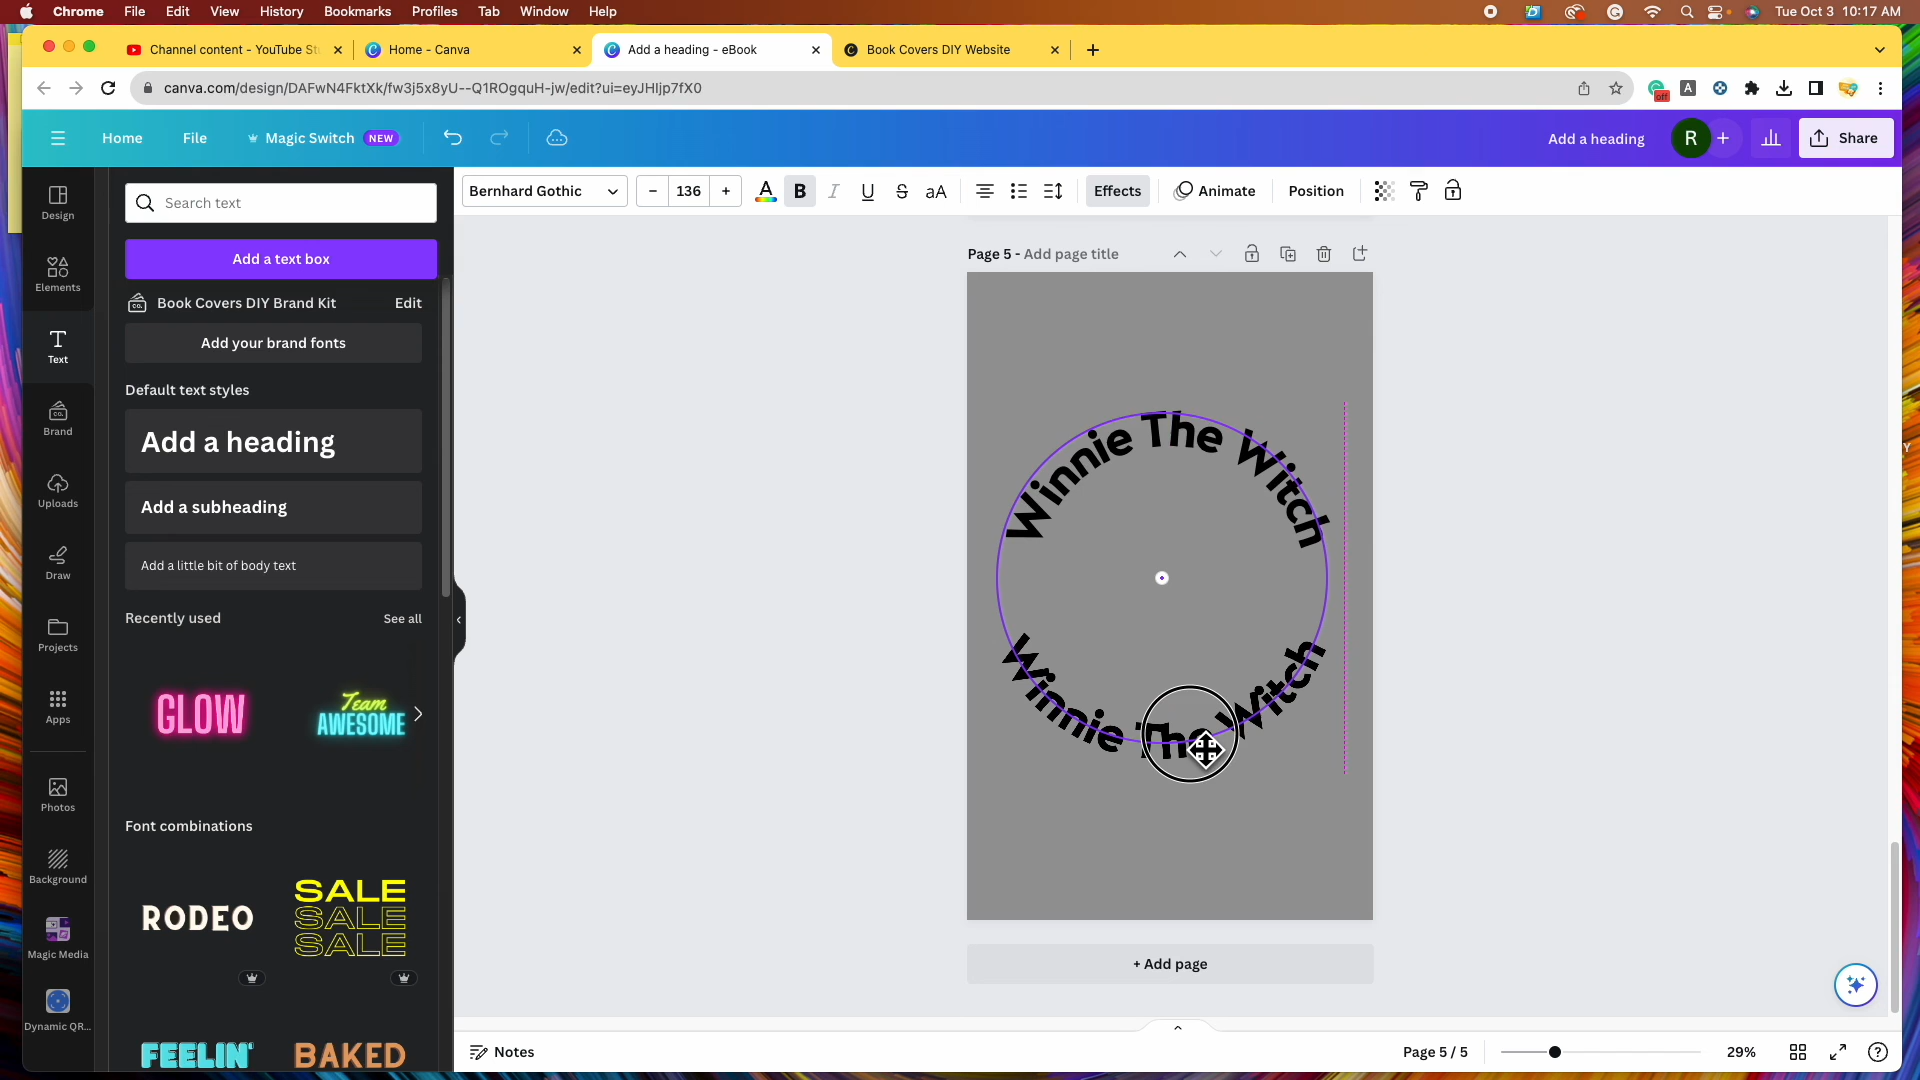 Chrome File Edit View History Bookmarks Profiles Tab Window Help Tue Oct 3 10:17 AM
Channel content - YouTube St Home - Canva Add a heading - eBook Book Covers DIY Website
canva.com/design/DAFwN4FktXk/fw3j5x8yU--Q1ROgquH-jw/edit?ui=eyJHIjp7fX0
off A
Home File Magic Switch NEW Add a heading R + Share
Bernhard Gothic - 136 + A B I U S aA Effects Animate Position
Design
Elements
Text
Brand
Uploads
Draw
Projects
Apps
Photos
Background
Magic Media
Dynamic QR...
Search text
Add a text box
Book Covers DIY Brand Kit Edit
Add your brand fonts
Default text styles
Add a heading
Add a subheading
Add a little bit of body text
Recently used See all
GLOW Team AWESOME
Font combinations
RODEO SALE
SALE
SALE
FEELIN' BAKED
Page 5 - Add page title
Winnie The Witch
Winnie The Witch
+ Add page
Notes Page 5 / 5 29%